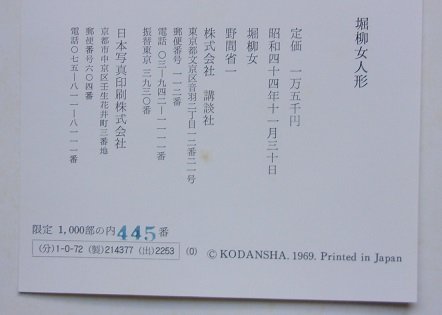 堀柳女人形
定価　一万五千円
昭和四十四年十一月三十日
堀柳女
野間省一
株式会社　講談社
東京都文京区音羽二丁目一二番二一号
郵便番号　一一二番
電話　〇三―九四二―一一一一
振替東京　三九三〇番
日本写真印刷株式会社
京都市中京区壬生花井町三番地
郵便番号六〇四番
電話〇七五―八一一―八一一一
限定 1,000部の内445番
(分)1-0-72 (製)214377 (出)2253 (0)
© KODANSHA. 1969. Printed in Japan